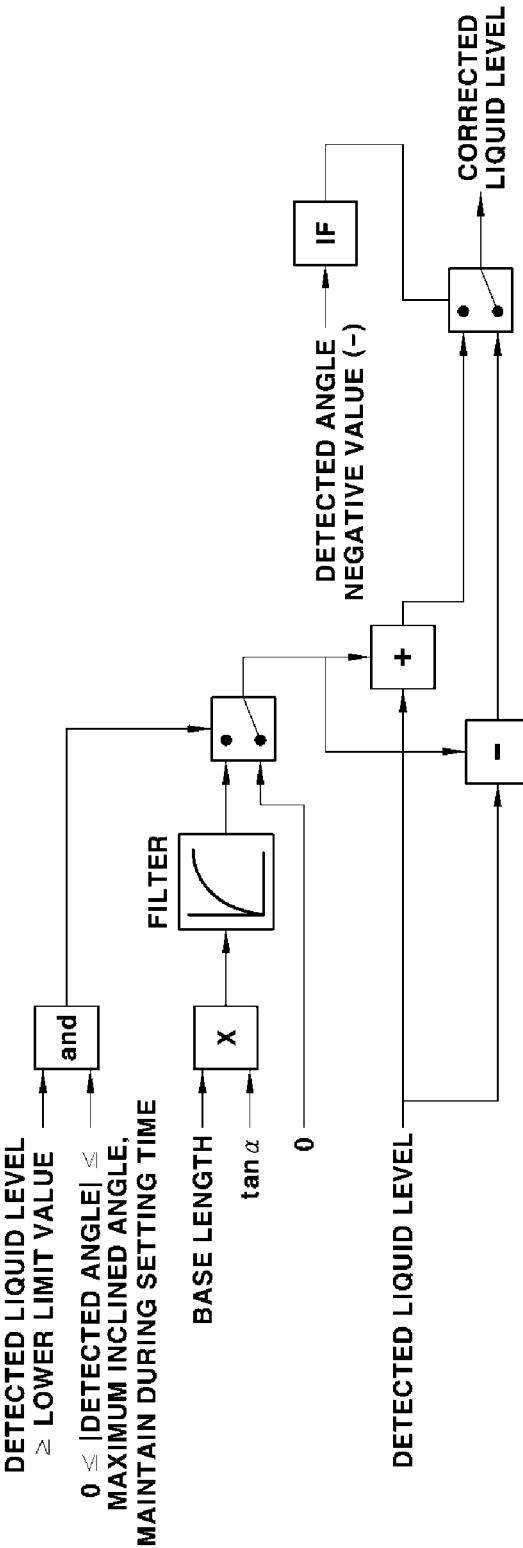 DETECTED LIQUID LEVEL
≥ LOWER LIMIT VALUE
and
0 ≤ |DETECTED ANGLE| ≤
MAXIMUM INCLINED ANGLE,
MAINTAIN DURING SETTING TIME
FILTER
BASE LENGTH
X
tan α
0
DETECTED ANGLE
NEGATIVE VALUE (-)
IF
DETECTED LIQUID LEVEL
+
-
CORRECTED
LIQUID LEVEL